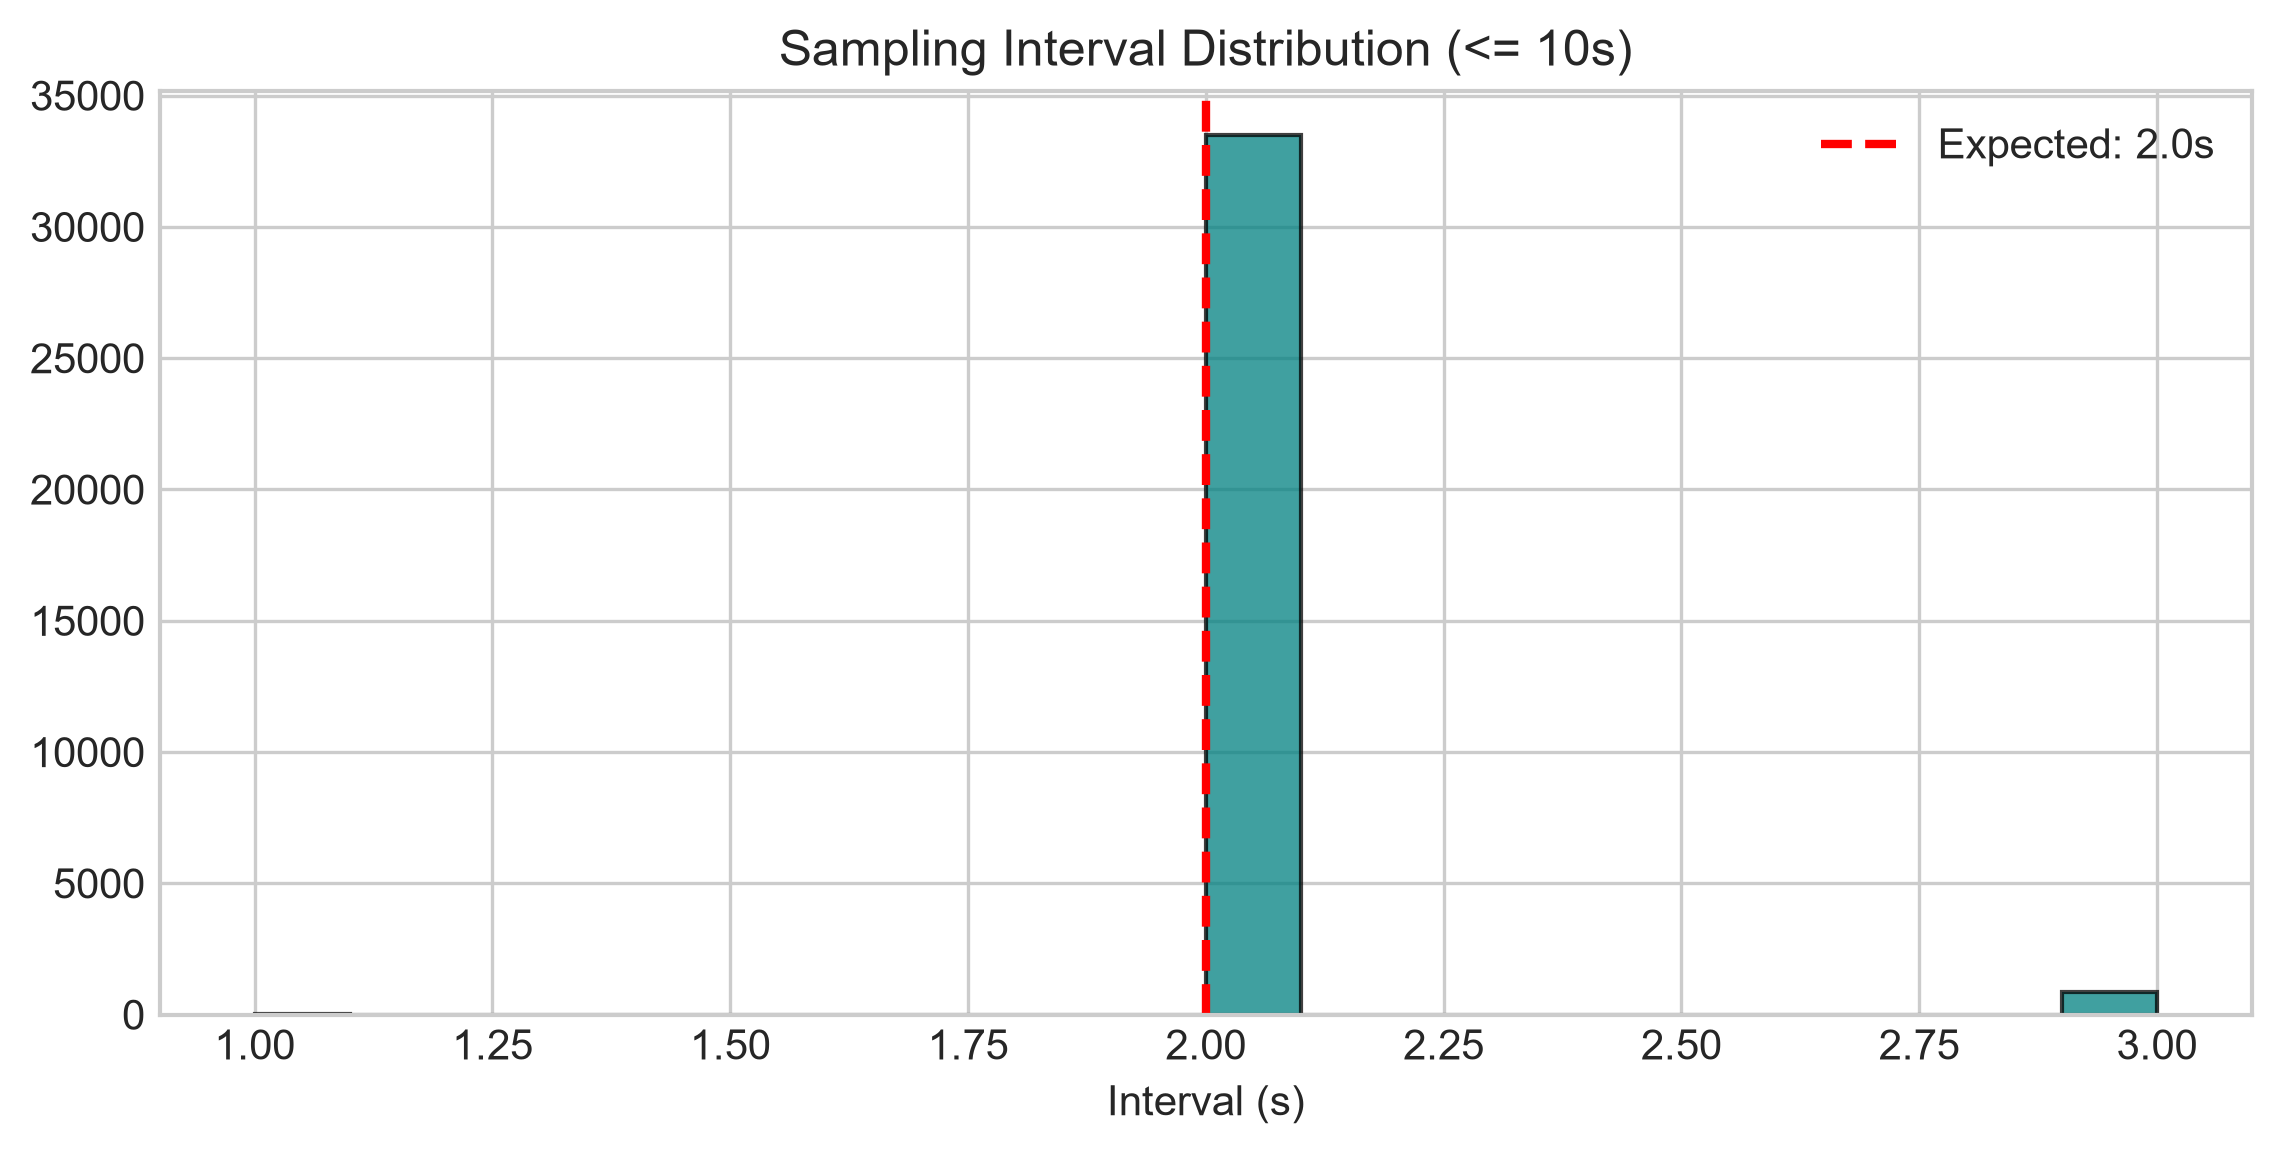 Sampling Interval Distribution (<= 10s)
35000
30000
25000
20000
15000
10000
5000
0
Expected: 2.0s
1.00 1.25 1.50 1.75 2.00 2.25 2.50 2.75 3.00
Interval (s)